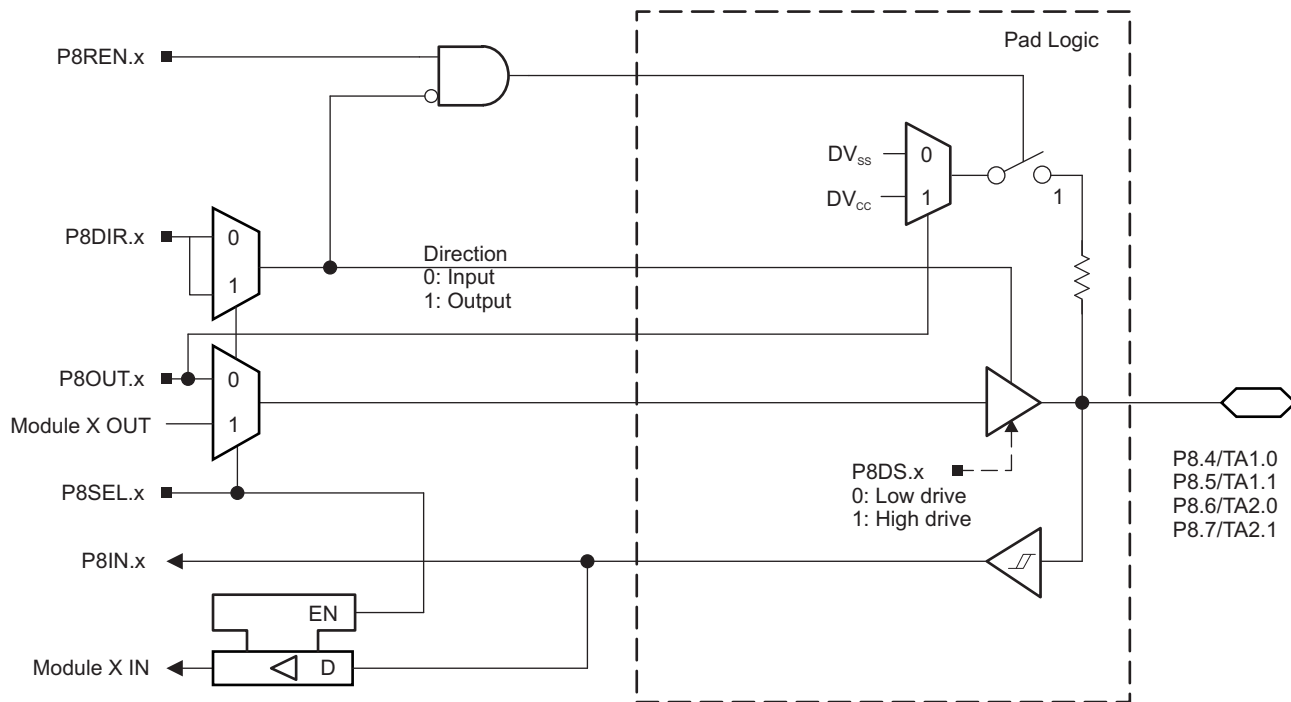 Pad Logic
P8REN.x
DVSS
0
DVCC
1
1
P8DIR.x
0
1
Direction
0: Input
1: Output
P8OUT.x
0
Module X OUT
1
P8DS.x
0: Low drive
1: High drive
P8.4/TA1.0
P8.5/TA1.1
P8.6/TA2.0
P8.7/TA2.1
P8SEL.x
P8IN.x
EN
Module X IN
D